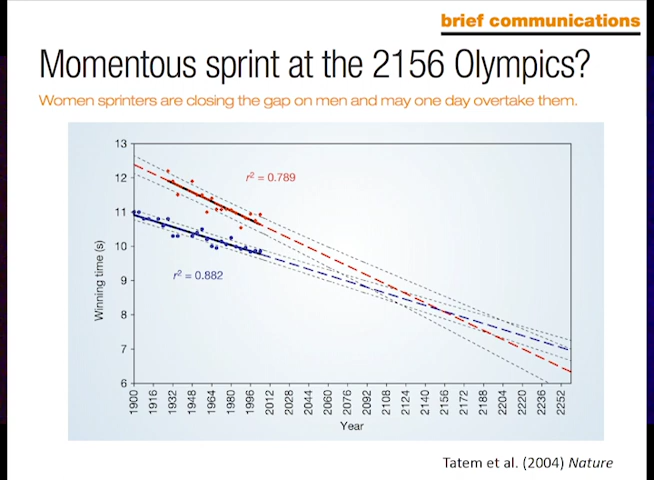 brief communications
Momentous sprint at the 2156 Olympics?
Women sprinters are closing the gap on men and may one day overtake them.
13
12
11
10
9
8
7
6
Winning time (s)
r² = 0.789
r² = 0.882
1900 1916 1932 1948 1964 1980 1996 2012 2028 2044 2060 2076 2092 2108 2124 2140 2156 2172 2188 2204 2220 2236 2252
Year
Tatem et al. (2004) Nature